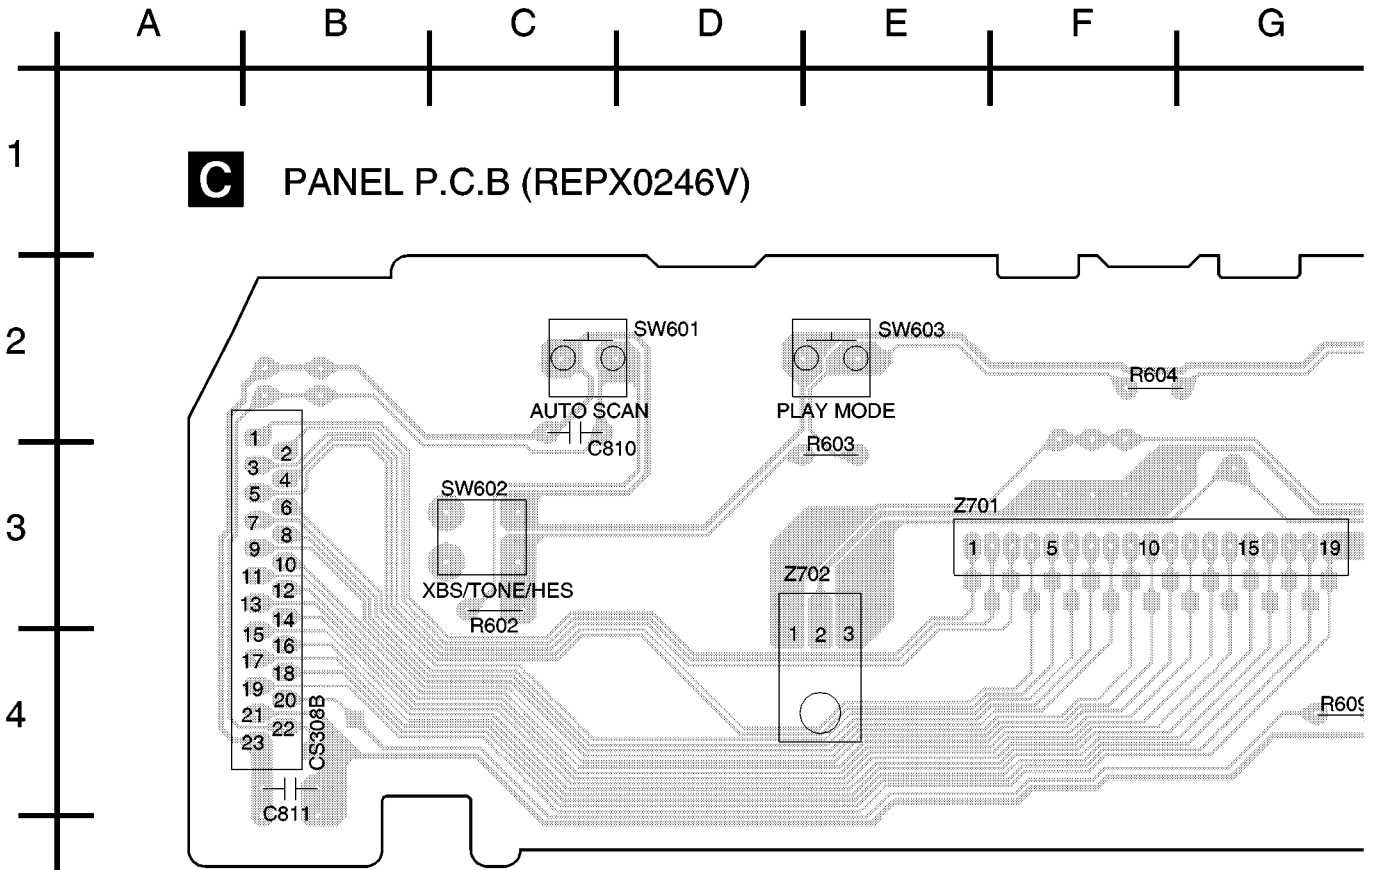 A B C D E F G
1
C PANEL P.C.B (REPX0246V)
2
SW601
SW603
R604
AUTO SCAN
PLAY MODE
C810
R603
1
2
3
4
5
6
7
8
9
10
11
12
13
14
15
16
17
18
19
20
21
22
23
CS308B
C811
3
SW602
XBS/TONE/HES
R602
Z701
1 5 10 15 19
Z702
1 2 3
4
R609